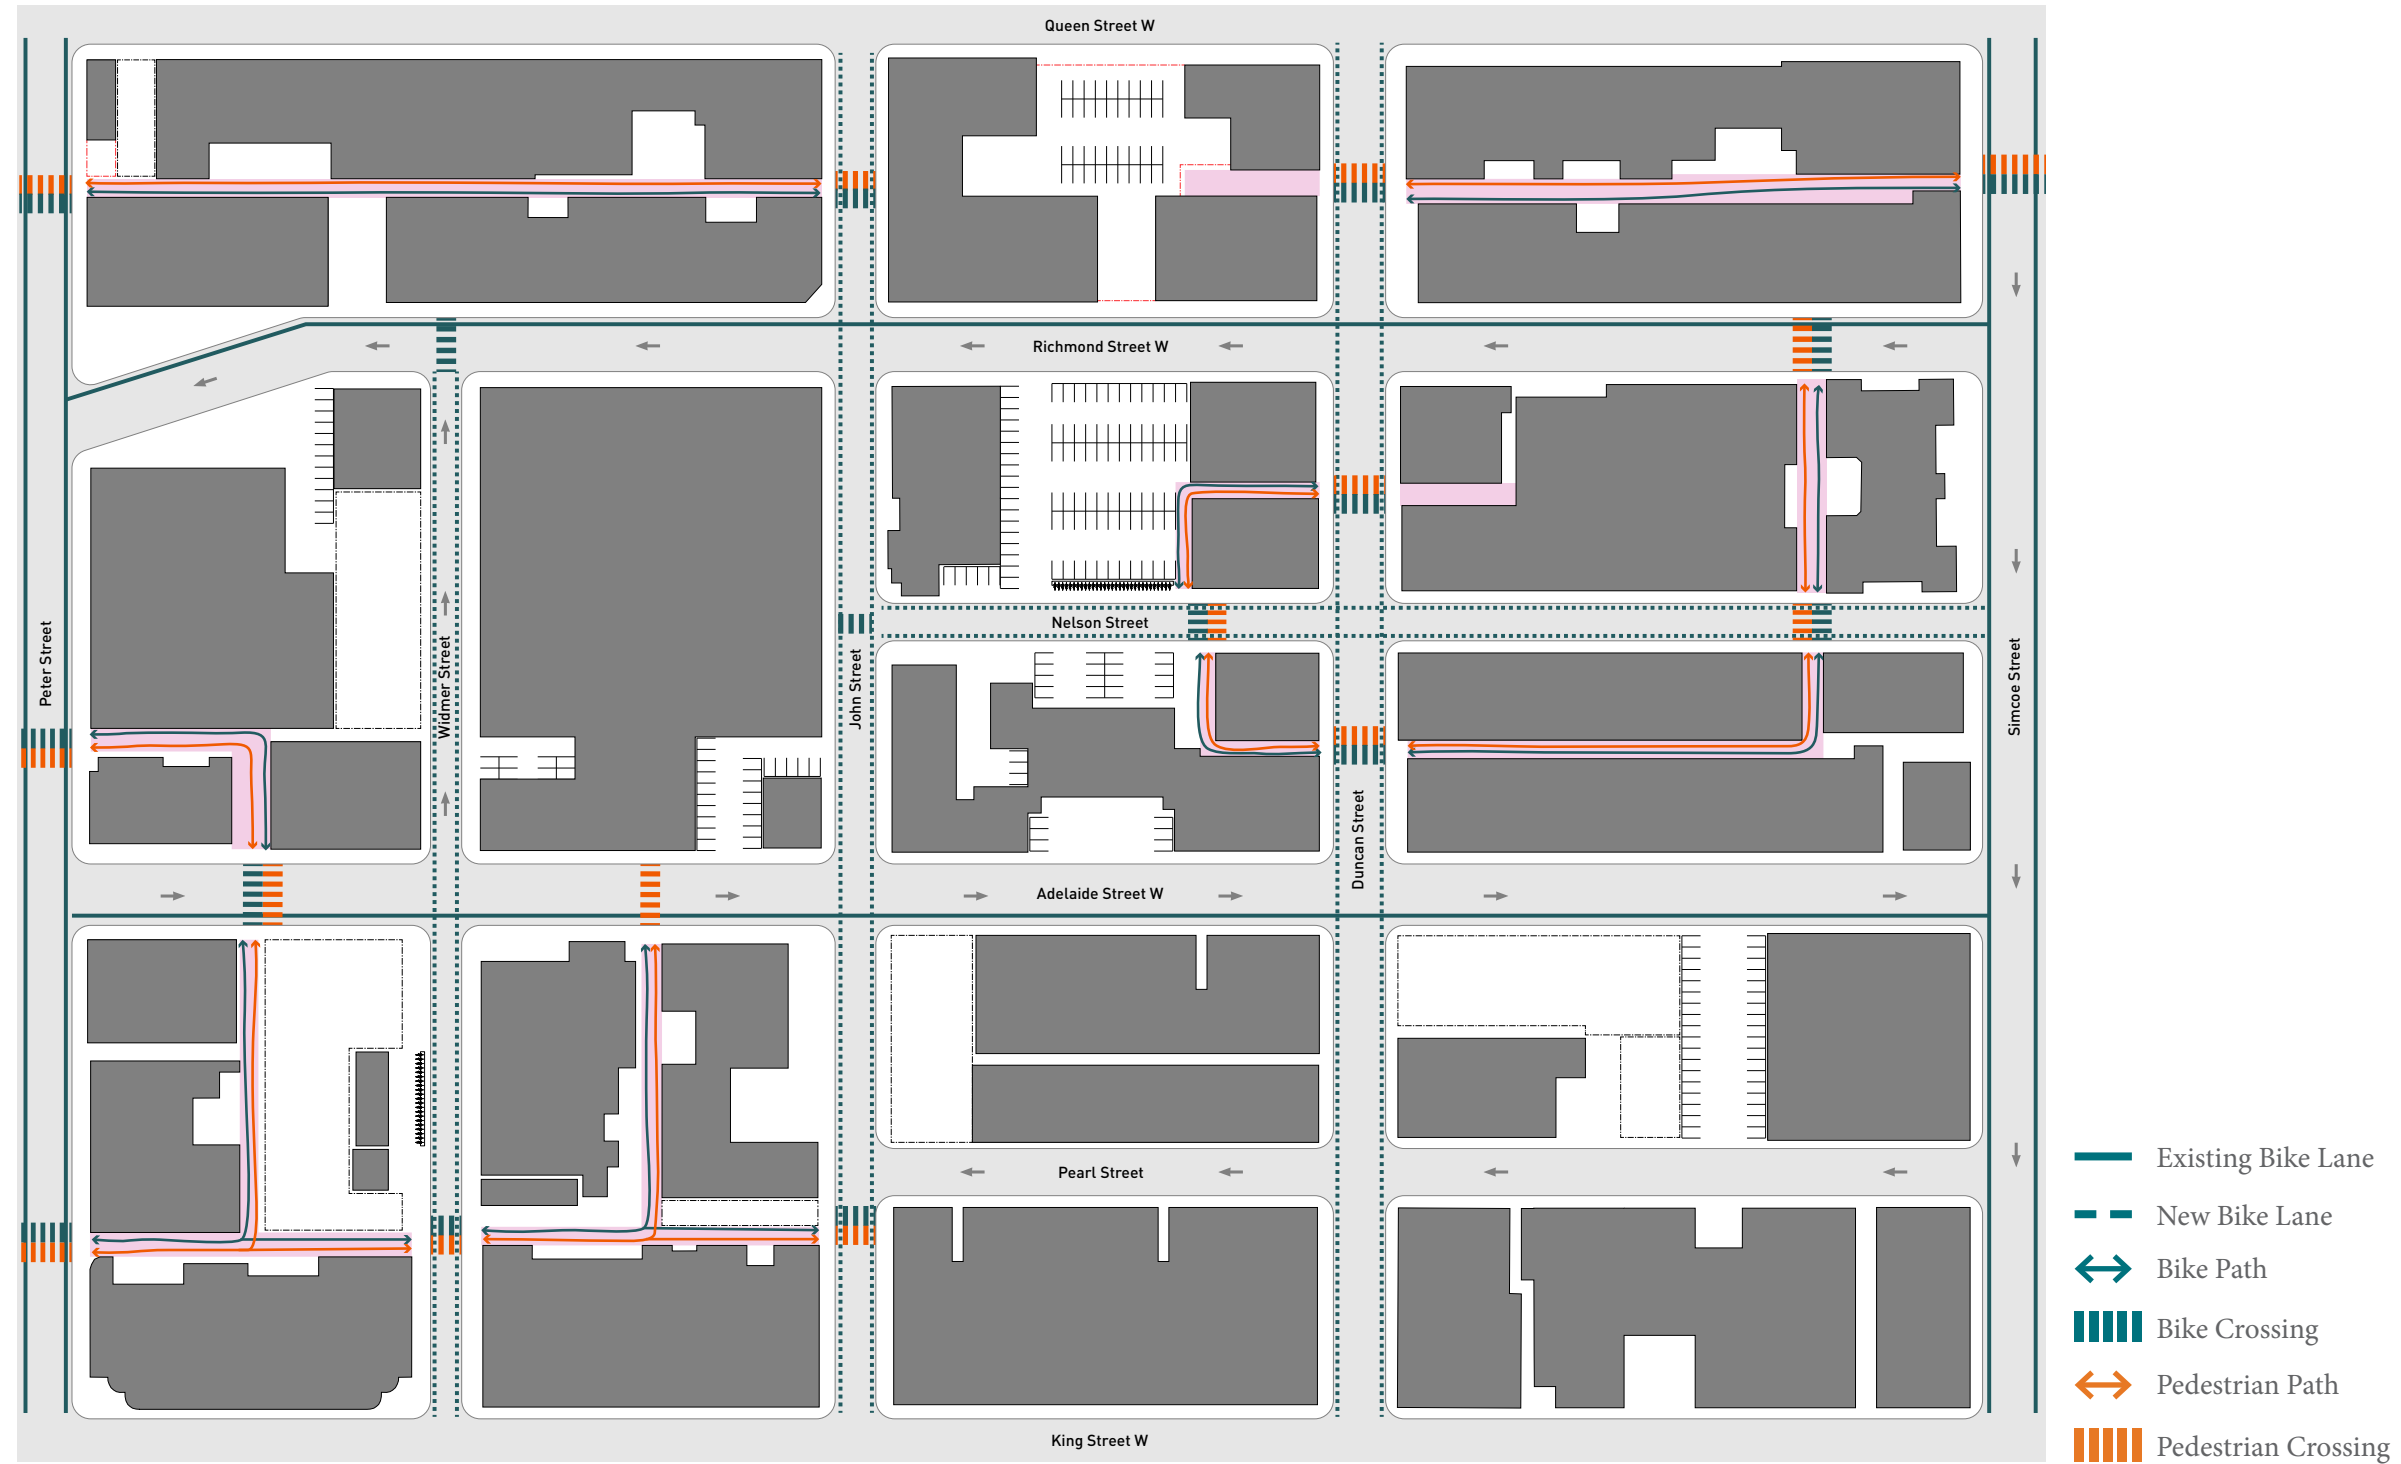 Queen Street W
Richmond Street W
Peter Street
Widmer Street
John Street
Nelson Street
Simcoe Street
Duncan Street
Adelaide Street W
Pearl Street
King Street W
Existing Bike Lane
New Bike Lane
Bike Path
Bike Crossing
Pedestrian Path
Pedestrian Crossing